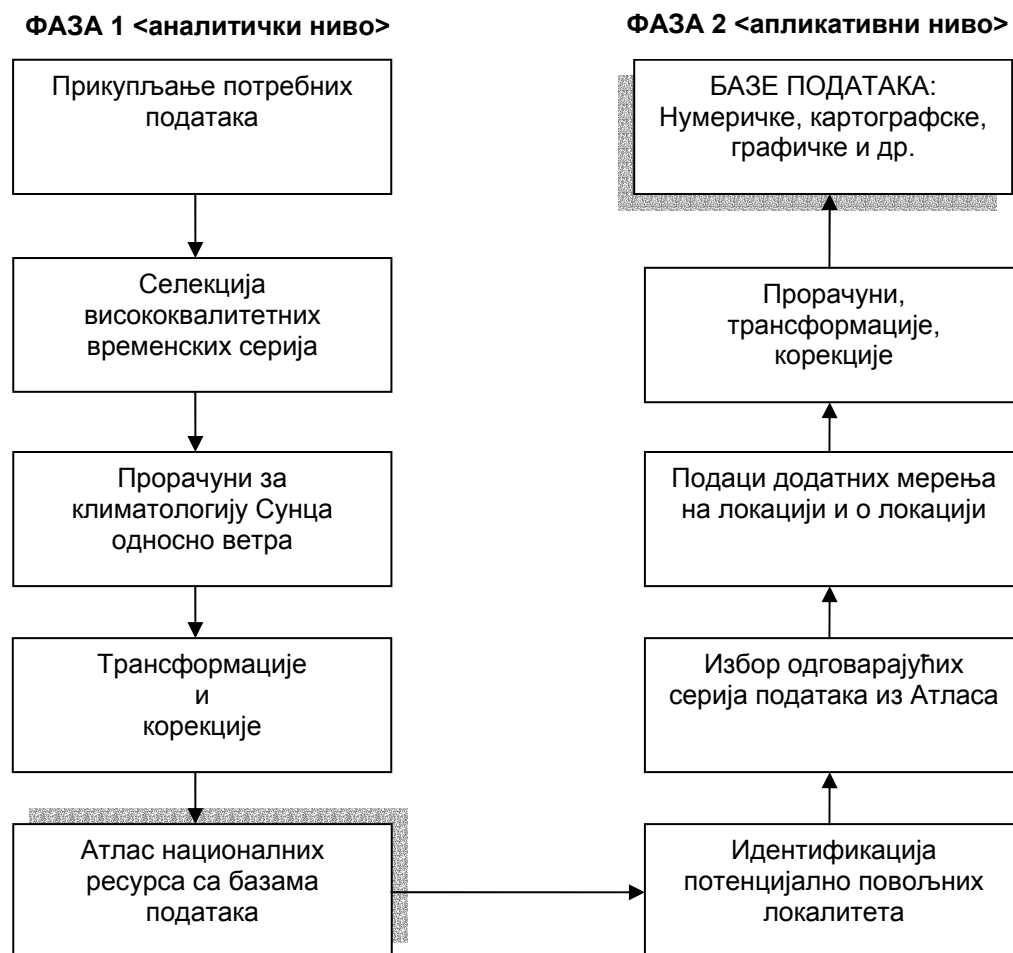 ФАЗА 1 <аналитички ниво>
Прикупљање потребних
података
Селекција
висококвалитетних
временских серија
Прорачуни за
климатологију Сунца
односно ветра
Трансформације
и
корекције
Атлас националних
ресурса са базама
података
ФАЗА 2 <апликативни ниво>
БАЗЕ ПОДАТАКА:
Нумеричке, картографске,
графичке и др.
Прорачуни,
трансформације,
корекције
Подаци додатних мерења
на локацији и о локацији
Избор одговарајућих
серија података из Атласа
Идентификација
потенцијално повољних
локалитета